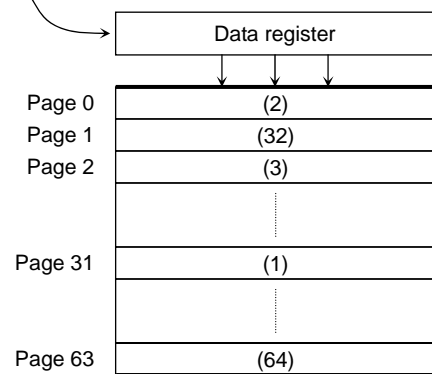 Data register
Page 0 (2)
Page 1 (32)
Page 2 (3)
Page 31 (1)
Page 63 (64)